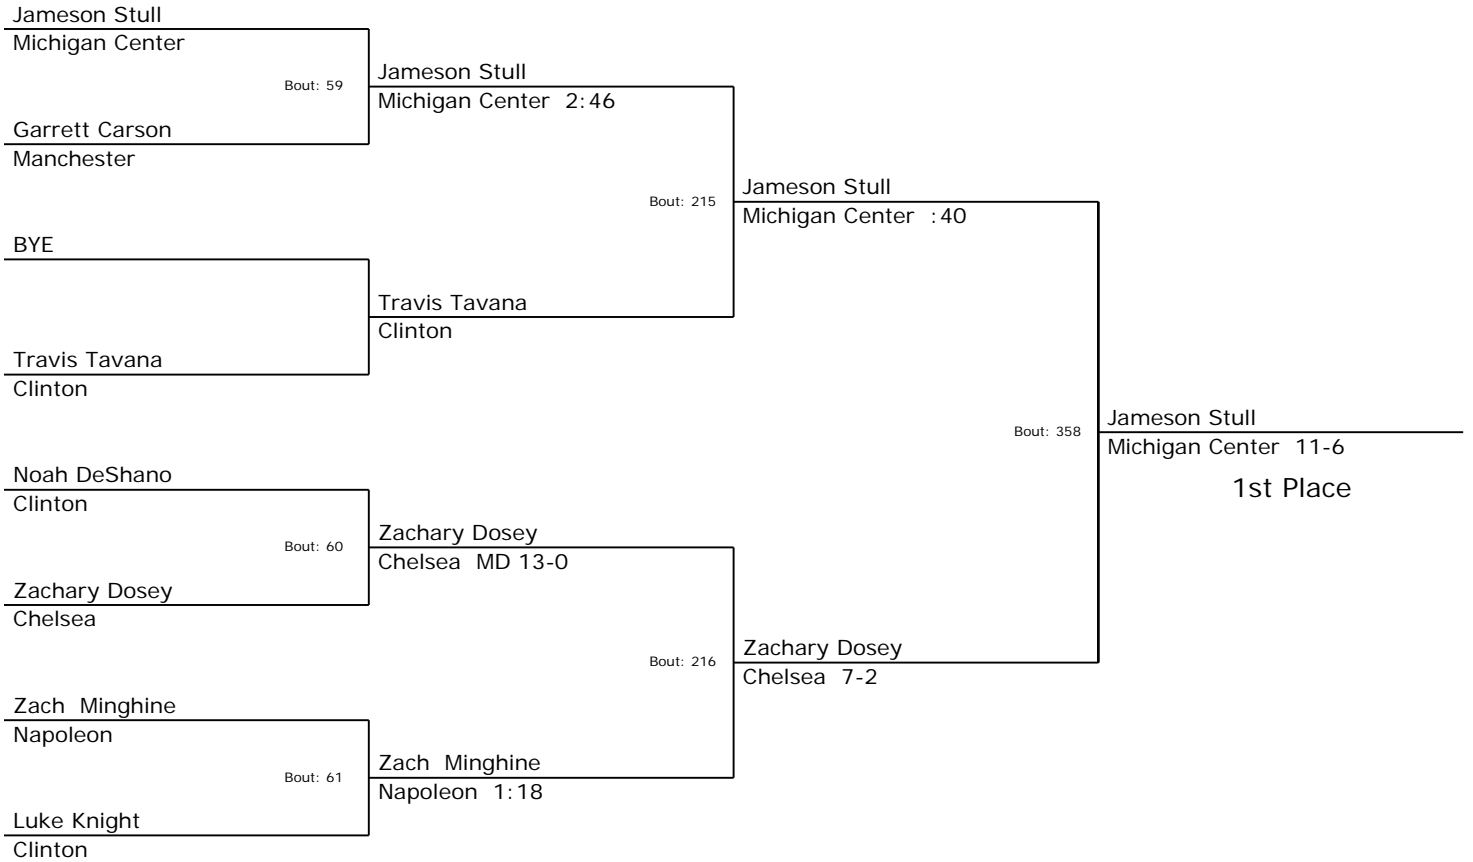 Jameson Stull
Michigan Center
Bout: 59
Jameson Stull
Michigan Center 2:46
Garrett Carson
Manchester
Bout: 215
Jameson Stull
Michigan Center :40
BYE
Travis Tavana
Clinton
Travis Tavana
Clinton
Bout: 358
Jameson Stull
Michigan Center 11-6
1st Place
Noah DeShano
Clinton
Bout: 60
Zachary Dosey
Chelsea MD 13-0
Zachary Dosey
Chelsea
Bout: 216
Zachary Dosey
Chelsea 7-2
Zach Minghine
Napoleon
Bout: 61
Zach Minghine
Napoleon 1:18
Luke Knight
Clinton